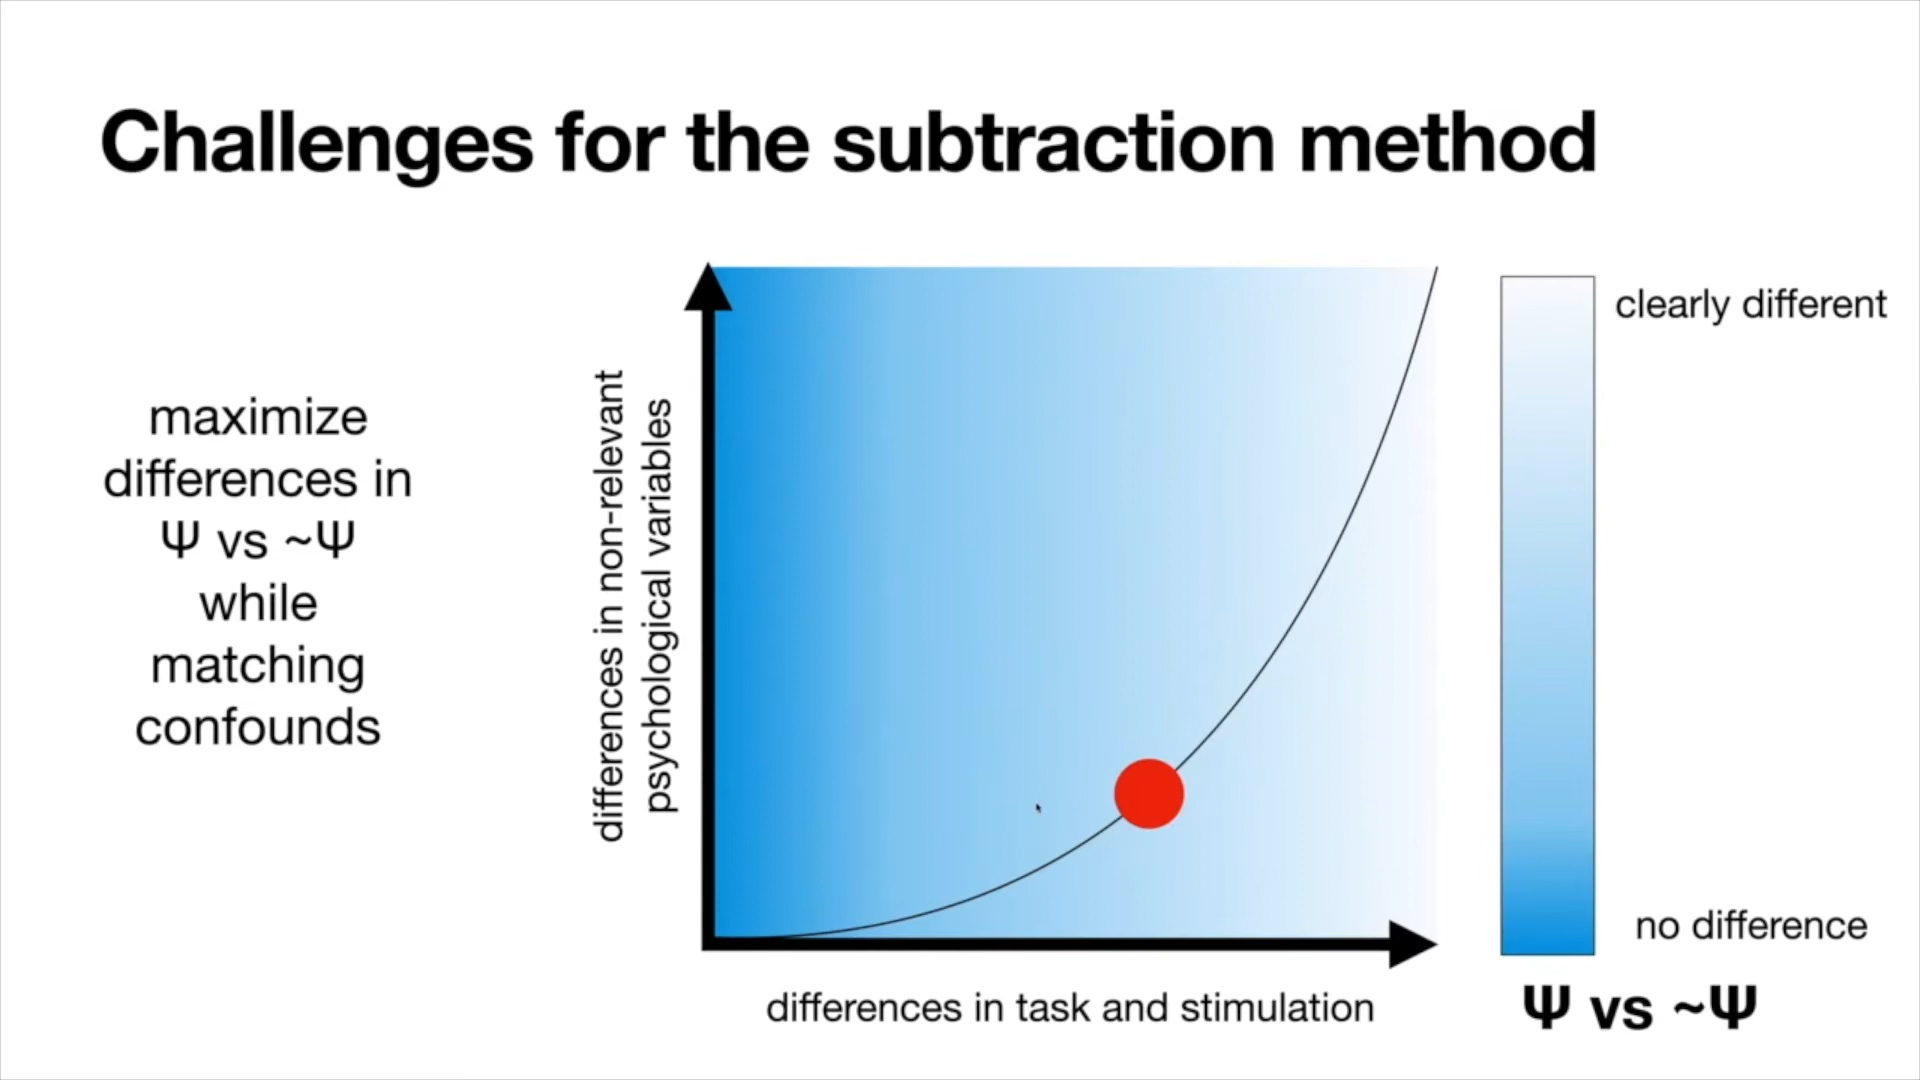 Challenges for the subtraction method
maximize
differences in
Ψ vs ~Ψ
while
matching
confounds
differences in non-relevant
psychological variables
differences in task and stimulation
clearly different
no difference
Ψ vs ~Ψ